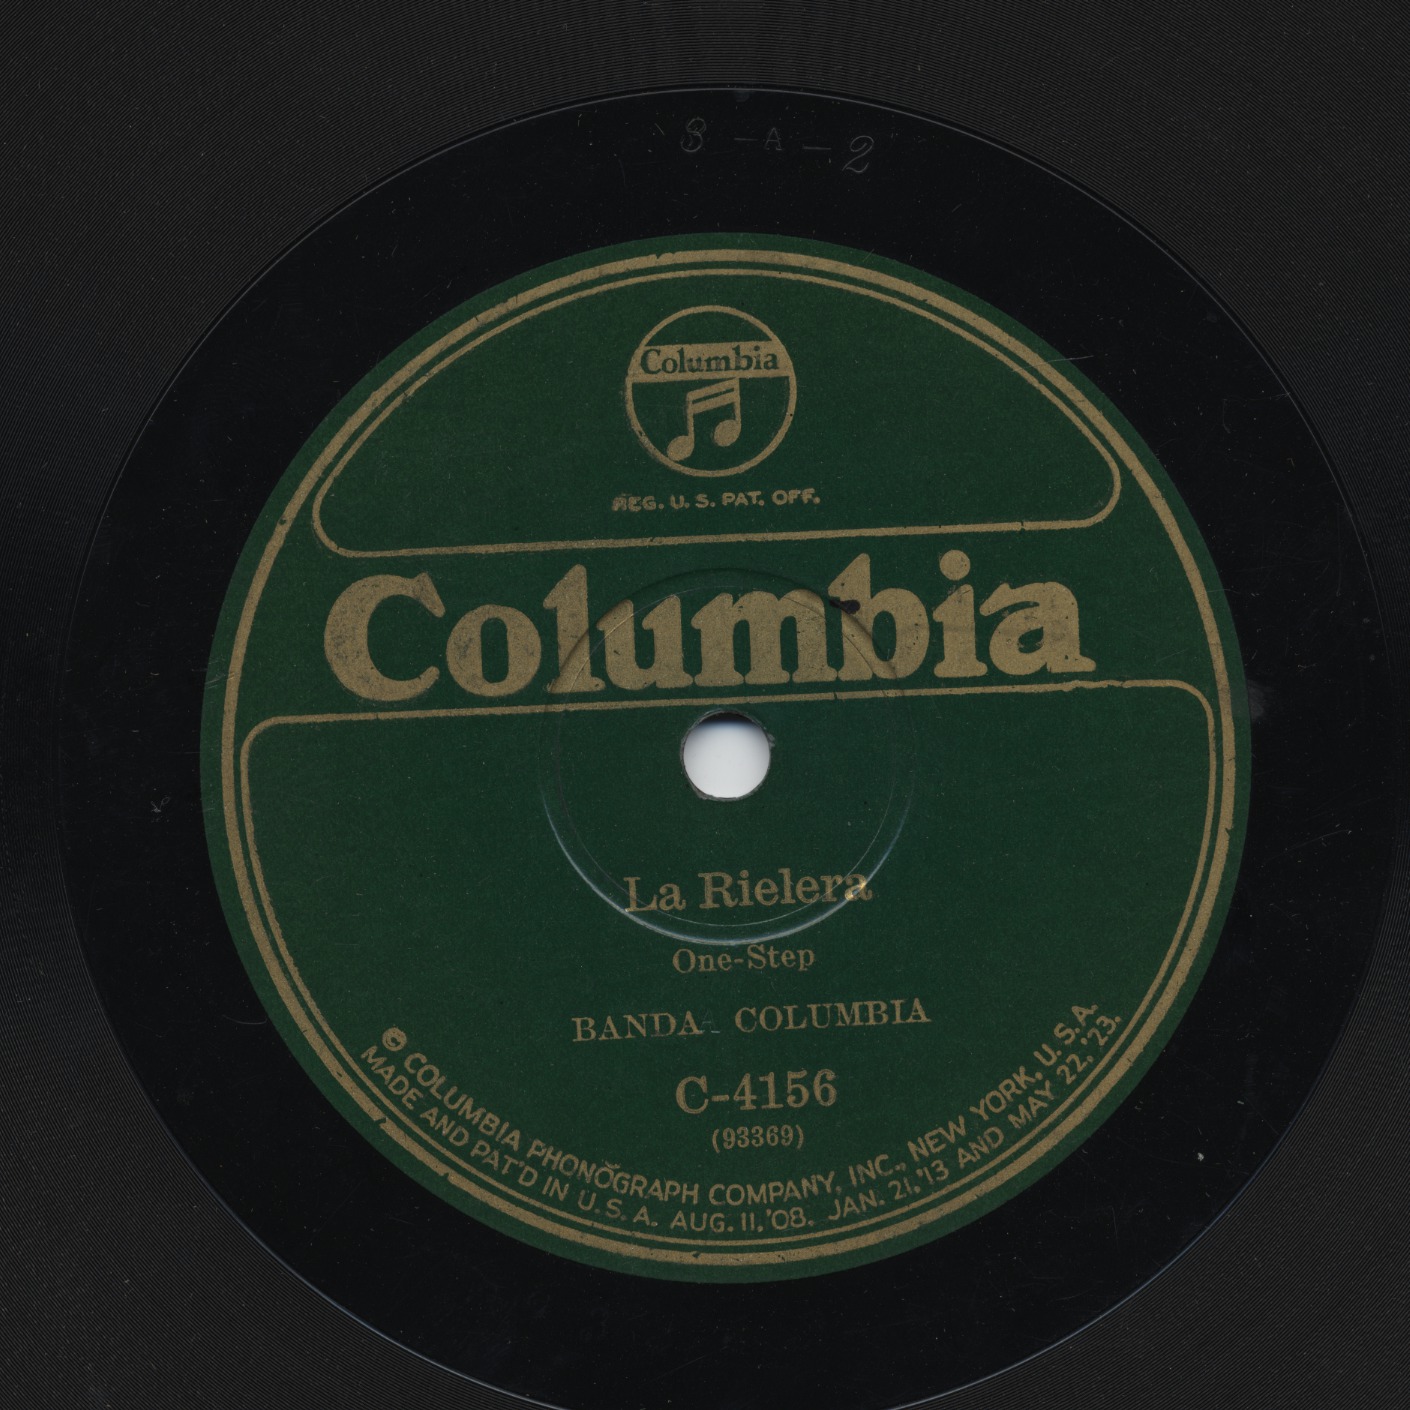 3 - A - 2
Columbia
REG. U. S. PAT. OFF.
Columbia
La Rielera
One-Step
BANDA COLUMBIA
C-4156
(93369)
© COLUMBIA PHONOGRAPH COMPANY, INC., NEW YORK, U. S. A.
MADE AND PAT'D IN U. S. A. AUG. 11, '08. JAN. 21, '13 AND MAY 22, '23.